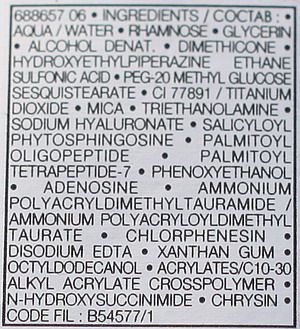 688657 06 • INGREDIENTS / COCTAB : •
AQUA / WATER • RHAMNOSE • GLYCERIN
• ALCOHOL DENAT. • DIMETHICONE •
HYDROXYETHYLPIPERAZINE ETHANE
SULFONIC ACID • PEG-20 METHYL GLUCOSE
SESQUISTEARATE • CI 77891 / TITANIUM
DIOXIDE • MICA • TRIETHANOLAMINE •
SODIUM HYALURONATE • SALICYLOYL
PHYTOSPHINGOSINE • PALMITOYL
OLIGOPEPTIDE • PALMITOYL
TETRAPEPTIDE-7 • PHENOXYETHANOL
• ADENOSINE • AMMONIUM
POLYACRYLDIMETHYLTAURAMIDE /
AMMONIUM POLYACRYLOYLDIMETHYL
TAURATE • CHLORPHENESIN •
DISODIUM EDTA • XANTHAN GUM •
OCTYLDODECANOL • ACRYLATES/C10-30
ALKYL ACRYLATE CROSSPOLYMER •
N-HYDROXYSUCCINIMIDE • CHRYSIN •
CODE FIL : B54577/1